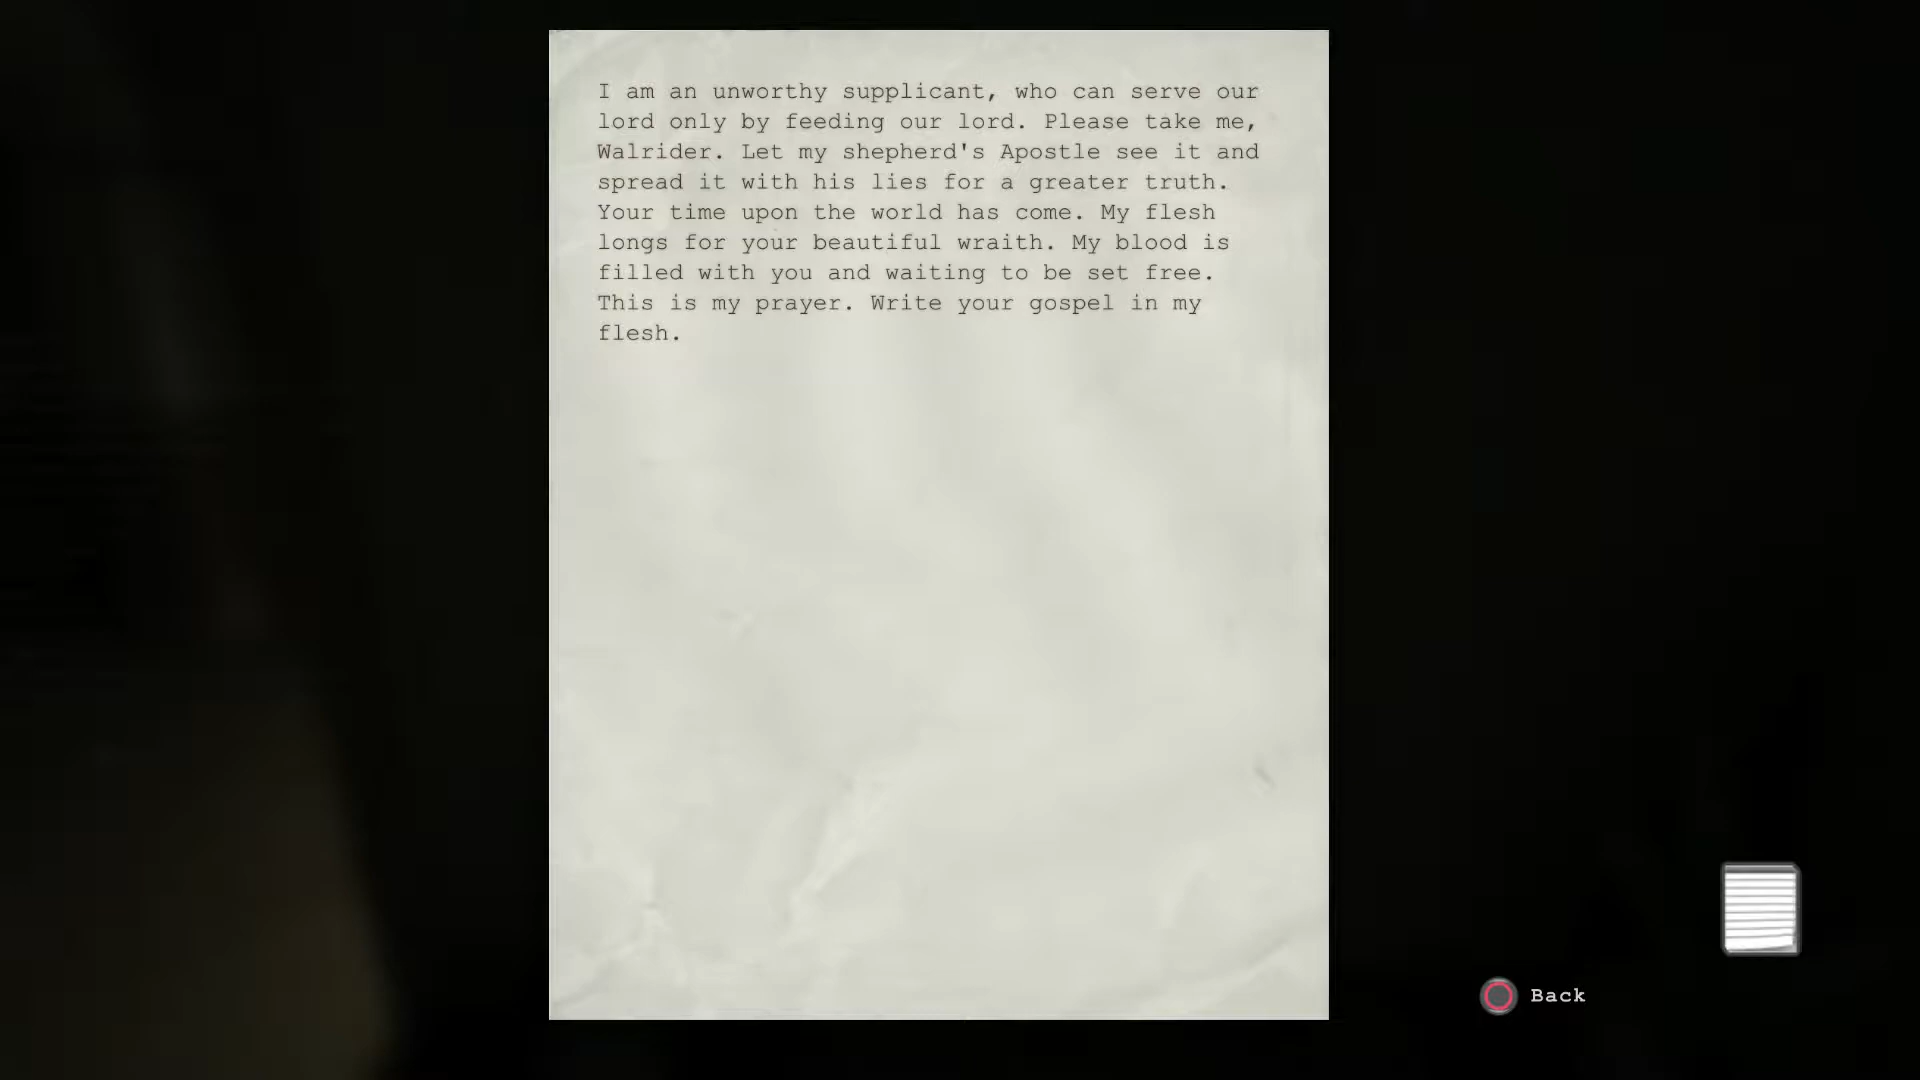 I am an unworthy supplicant, who can serve our
lord only by feeding our lord. Please take me,
Walrider. Let my shepherd's Apostle see it and
spread it with his lies for a greater truth.
Your time upon the world has come. My flesh
longs for your beautiful wraith. My blood is
filled with you and waiting to be set free.
This is my prayer. Write your gospel in my
flesh.
Back